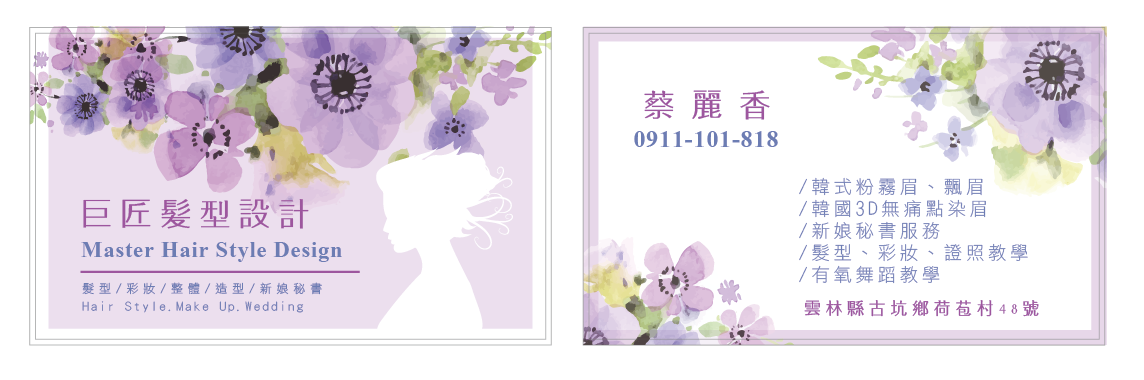 巨匠髮型設計
Master Hair Style Design
髮型/彩妝/整體/造型/新娘秘書
Hair Style.Make Up.Wedding
蔡麗香
0911-101-818
/韓式粉霧眉、飄眉
/韓國3D無痛點染眉
/新娘秘書服務
/髮型、彩妝、證照教學
/有氧舞蹈教學
雲林縣古坑鄉荷苞村48號